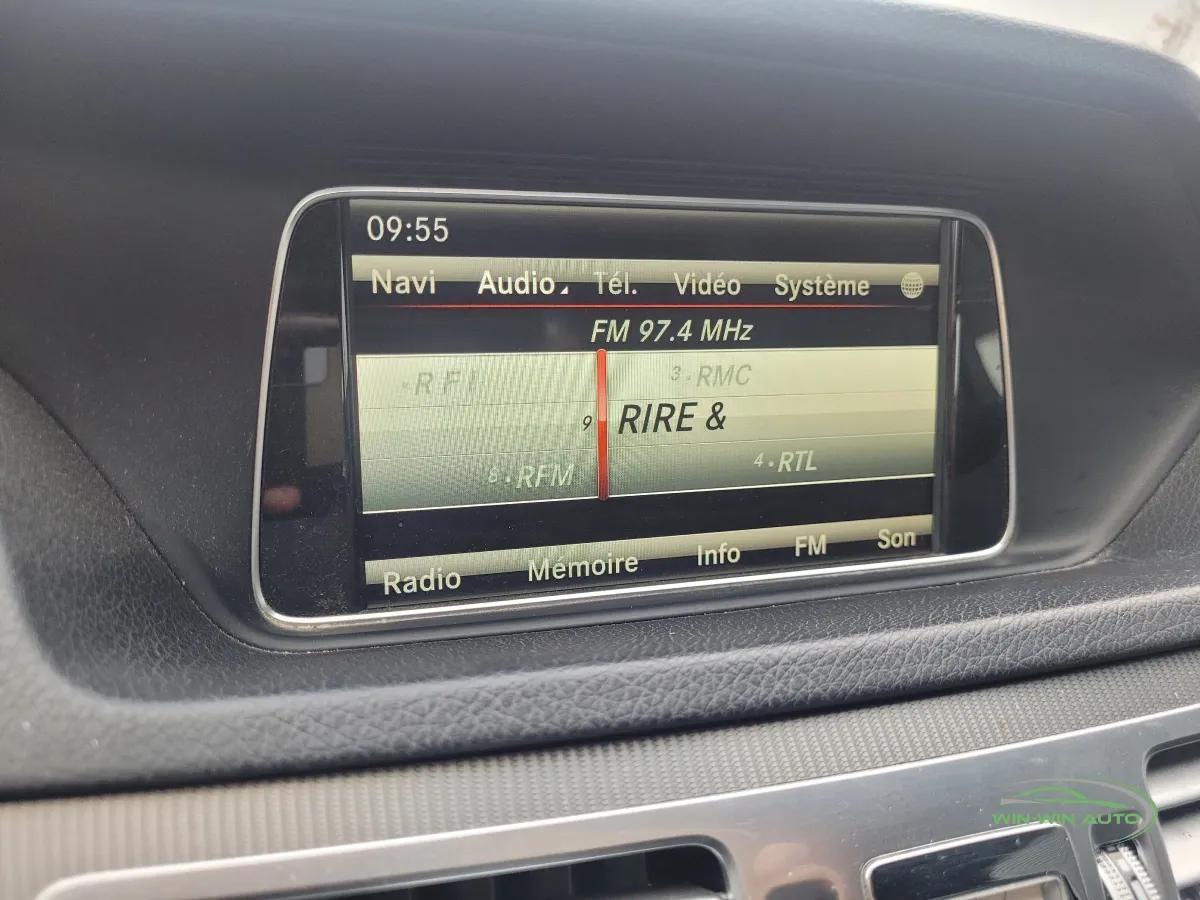 09:55
Navi Audio Tél. Vidéo Système
FM 97.4 MHz
RFI 3·RMC
9 RIRE &
6·RFM 4·RTL
Radio Mémoire Info FM Son
WIN-WIN AUTO